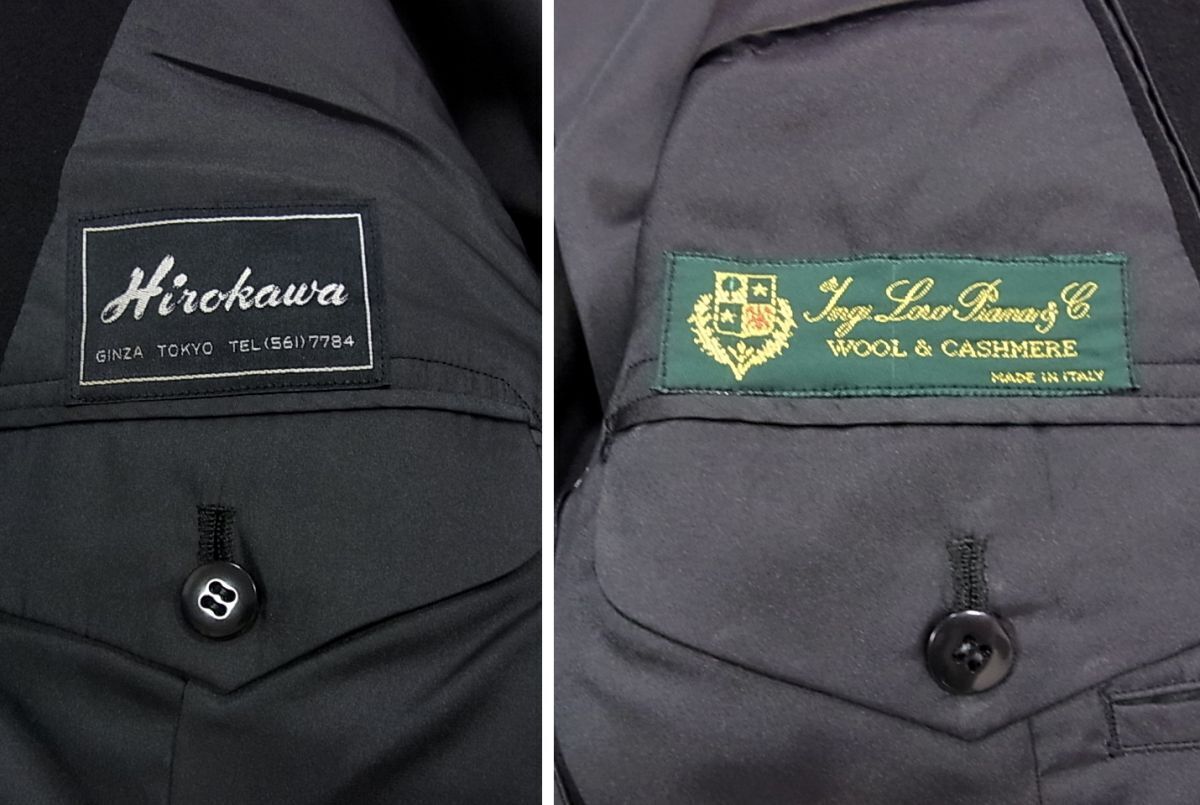 Hirokawa
GINZA TOKYO TEL(561)7784
Ing. Loro Piana & C.
WOOL & CASHMERE
MADE IN ITALY